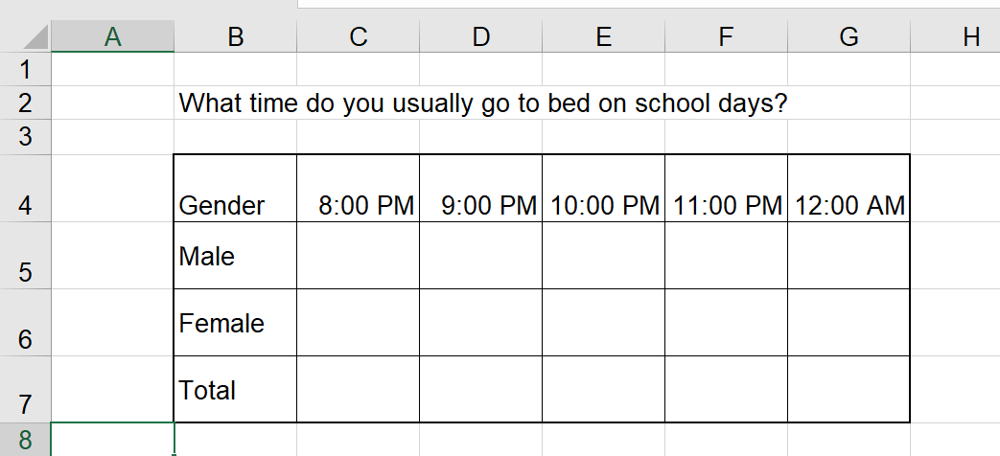 A B C D E F G H
1
2 What time do you usually go to bed on school days?
3
4 Gender 8:00 PM 9:00 PM 10:00 PM 11:00 PM 12:00 AM
5 Male
6 Female
7 Total
8